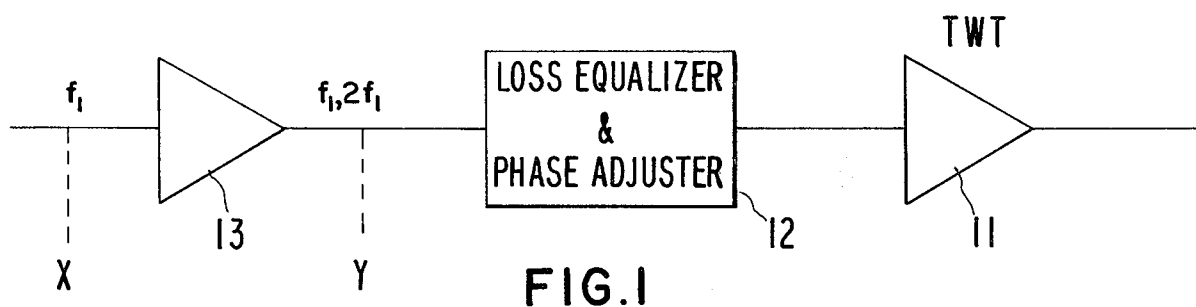 TWT
f₁
f₁,2f₁
LOSS EQUALIZER
&
PHASE ADJUSTER
13
12
11
X
Y
FIG.1